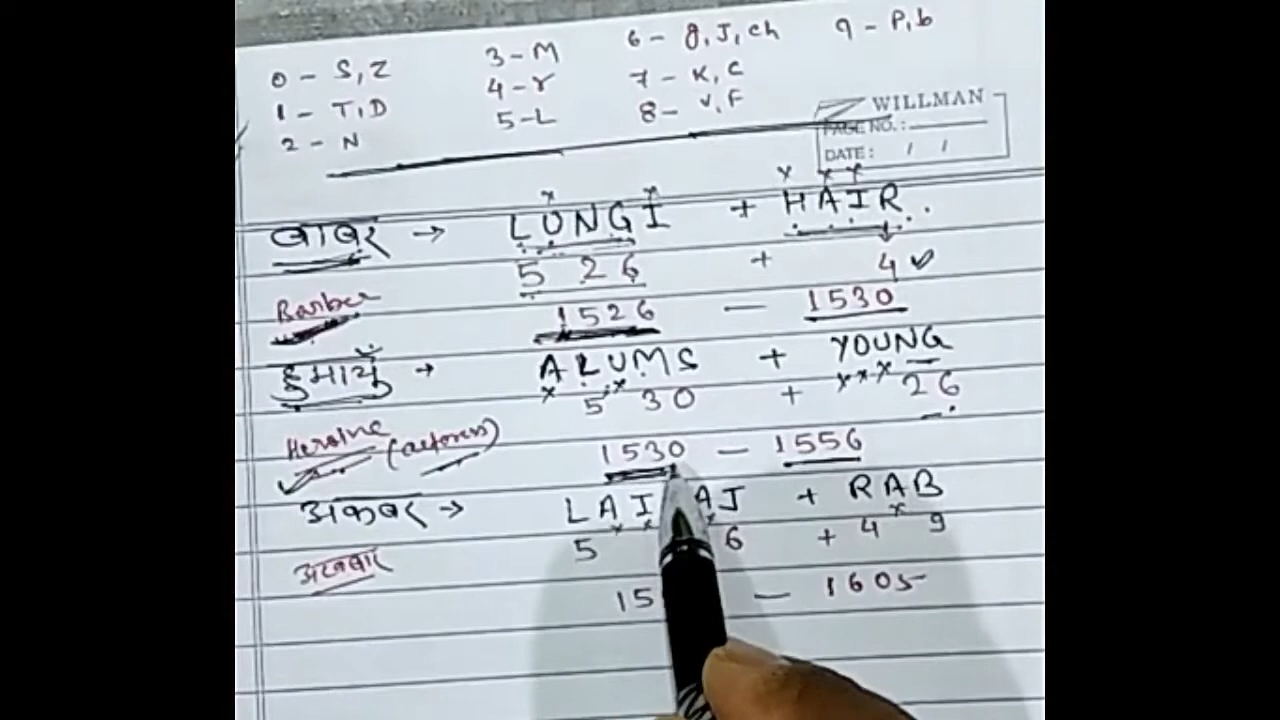 0 - S, Z 3 - M 6 - g, J, ch 9 - P, b
1 - T, D 4 - r 7 - K, C
2 - N 5 - L 8 - V, F
WILLMAN
PAGE NO. :
DATE : / /
बाबर → LUNGI + HAIR
5 2 6 + 4
Barber 1526 — 1530
हुमायूँ → ALUMS + YOUNG
5 3 0 + 2 6
Heroine (actoress) 1530 — 1556
अकबर → LAI AJ + RAB
5 6 + 4 9
अखबार 15 — 1605